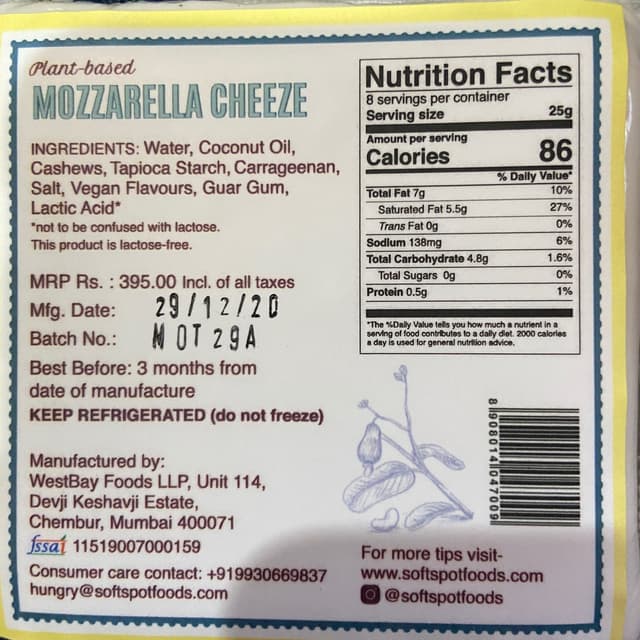 Plant-based
MOZZARELLA CHEEZE
INGREDIENTS: Water, Coconut Oil,
Cashews, Tapioca Starch, Carrageenan,
Salt, Vegan Flavours, Guar Gum,
Lactic Acid*
*not to be confused with lactose.
This product is lactose-free.
MRP Rs. : 395.00 Incl. of all taxes
Mfg. Date: 29/12/20
Batch No.: MOT29A
Best Before: 3 months from
date of manufacture
KEEP REFRIGERATED (do not freeze)
Manufactured by:
WestBay Foods LLP, Unit 114,
Devji Keshavji Estate,
Chembur, Mumbai 400071
fssai 11519007000159
Consumer care contact: +919930669837
hungry@softspotfoods.com
Nutrition Facts
8 servings per container
Serving size 25g
Amount per serving
Calories 86
% Daily Value*
Total Fat 7g 10%
Saturated Fat 5.5g 27%
Trans Fat 0g 0%
Sodium 138mg 6%
Total Carbohydrate 4.8g 1.6%
Total Sugars 0g 0%
Protein 0.5g 1%
*The %Daily Value tells you how much a nutrient in a
serving of food contributes to a daily diet. 2000 calories
a day is used for general nutrition advice.
8908014047009
For more tips visit-
www.softspotfoods.com
@softspotfoods